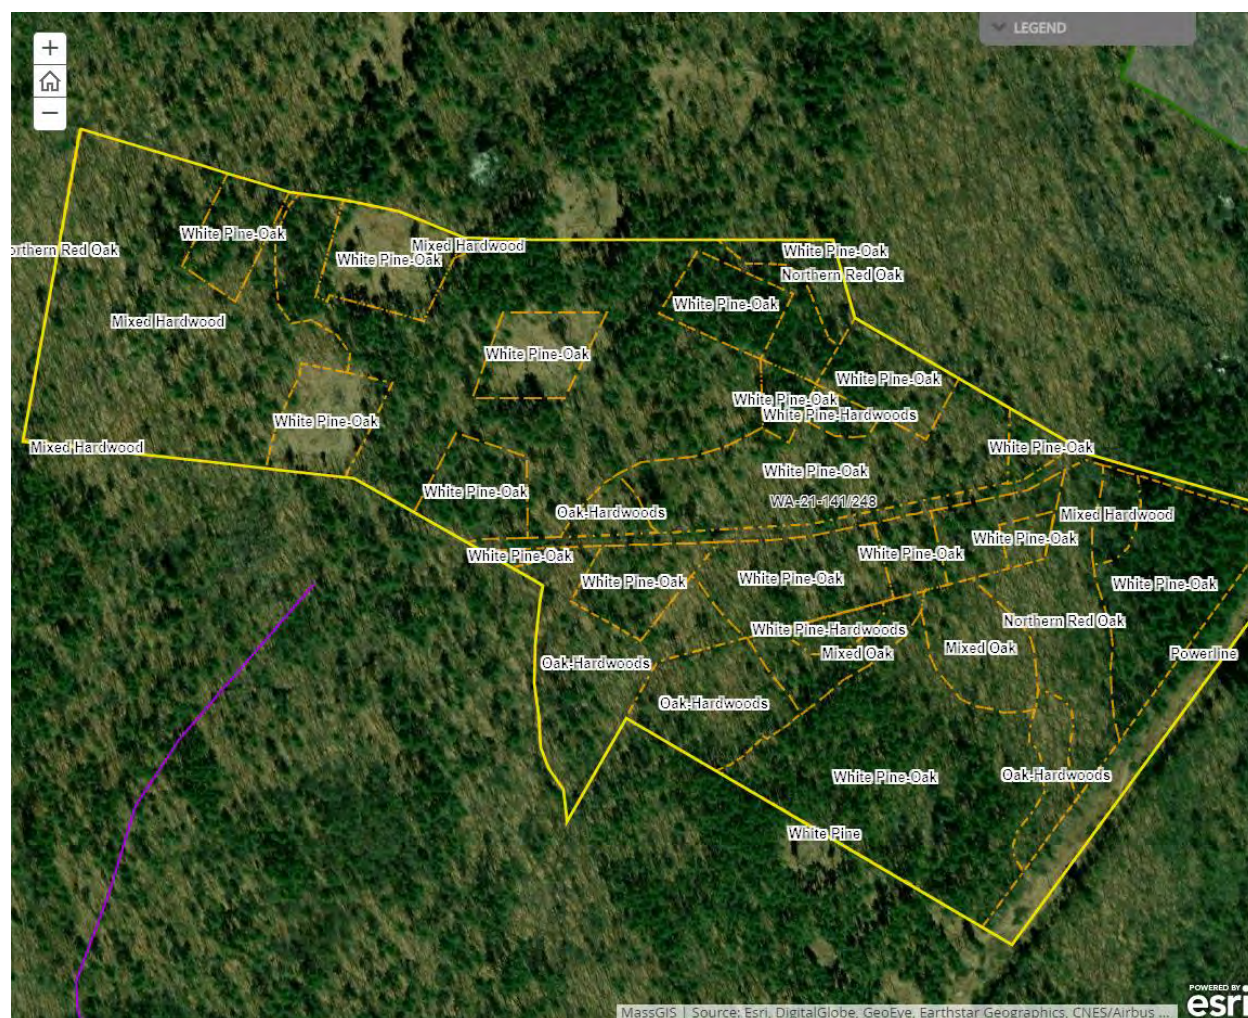 LEGEND
+
−
White Pine-Oak
Mixed Hardwood
White Pine-Oak
orthern Red Oak
White Pine-Oak
White Pine-Oak
Northern Red Oak
White Pine-Oak
Mixed Hardwood
White Pine-Oak
White Pine-Oak
White Pine-Oak
White Pine-Hardwoods
White Pine-Oak
Mixed Hardwood
White Pine-Oak
White Pine-Oak
White Pine-Oak
WA-21-141/248
Oak-Hardwoods
Mixed Hardwood
White Pine-Oak
White Pine-Oak
White Pine-Oak
White Pine-Oak
White Pine-Oak
White Pine-Oak
Northern Red Oak
White Pine-Hardwoods
Mixed Oak
Mixed Oak
Powerline
Oak-Hardwoods
Oak-Hardwoods
White Pine-Oak
Oak-Hardwoods
White Pine
POWERED BY
esri
MassGIS | Source: Esri, DigitalGlobe, GeoEye, Earthstar Geographics, CNES/Airbus ...